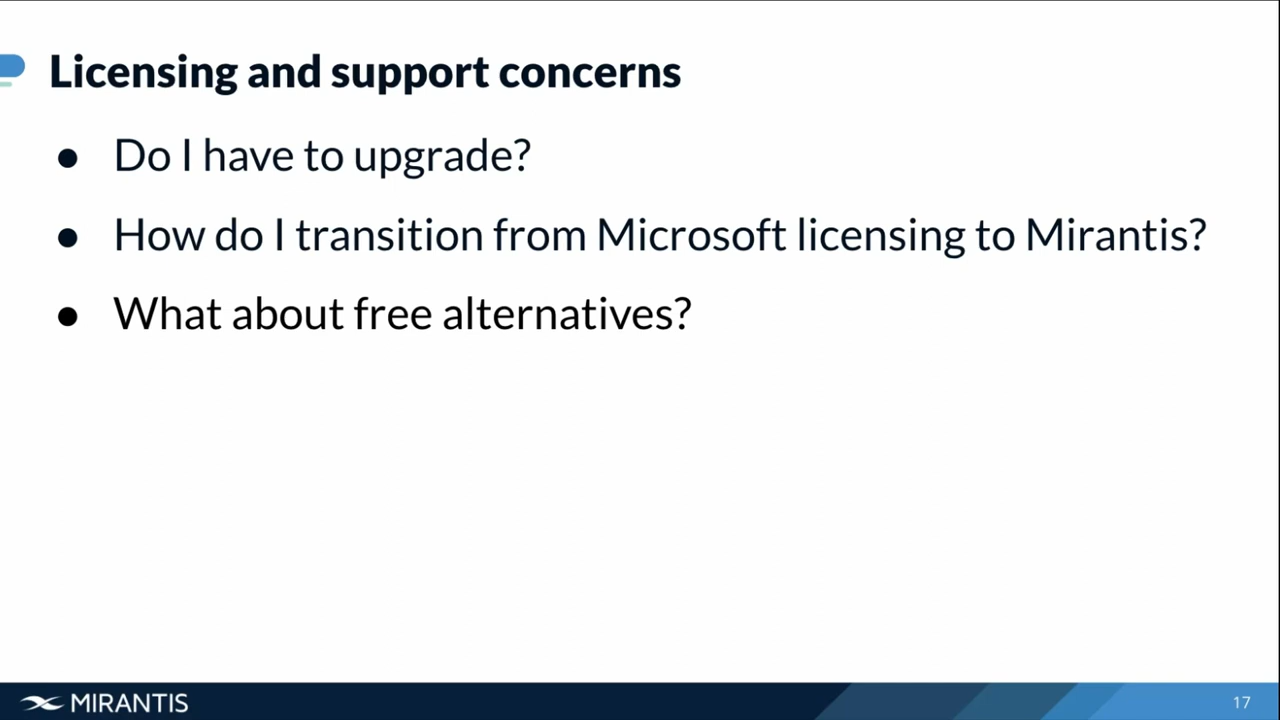 Licensing and support concerns
● Do I have to upgrade?
● How do I transition from Microsoft licensing to Mirantis?
● What about free alternatives?
MIRANTIS
17